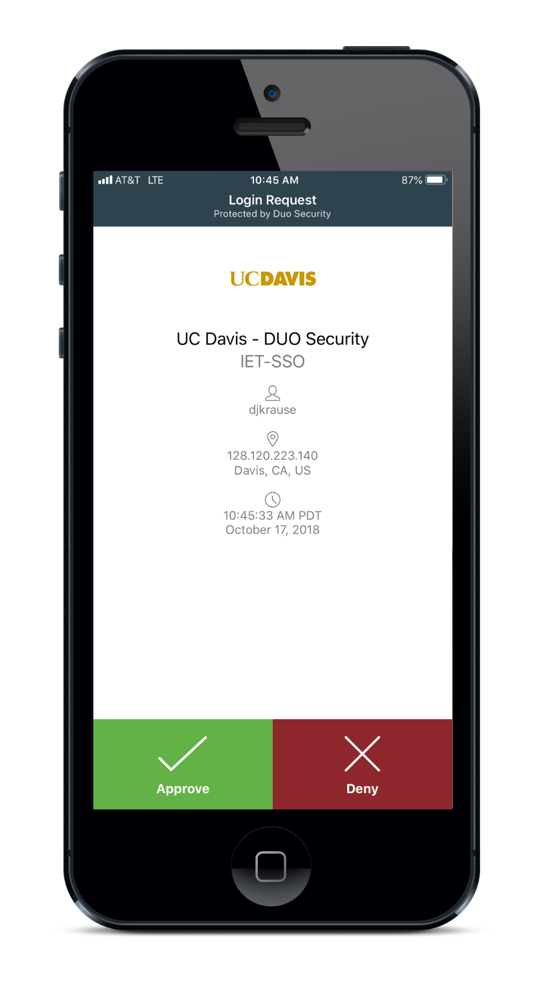 AT&T LTE 10:45 AM 87%
Login Request
Protected by Duo Security
UCDAVIS
UC Davis - DUO Security
IET-SSO
djkrause
128.120.223.140
Davis, CA, US
10:45:33 AM PDT
October 17, 2018
Approve Deny